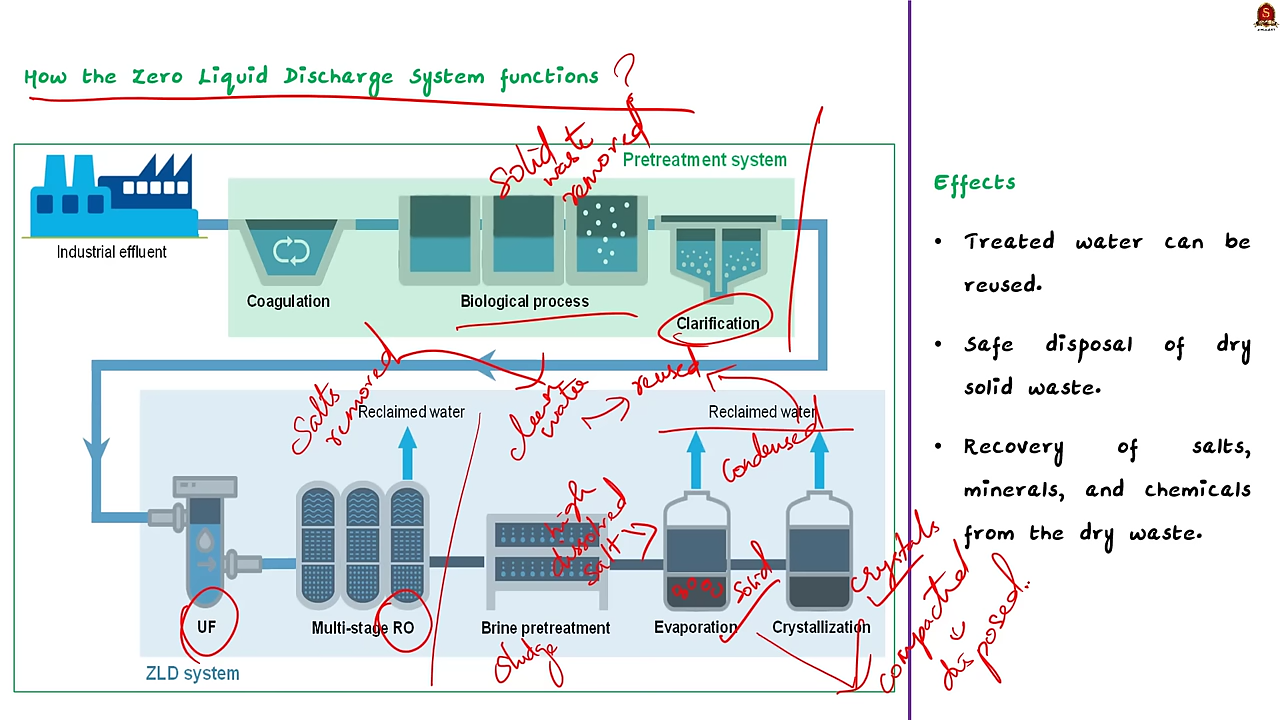 How the Zero Liquid Discharge System functions ?
Solid
waste
removed
Pretreatment system
Industrial effluent
Coagulation
Biological process
Clarification
Salts
removed
clean
water
reused
Reclaimed water
Reclaimed water
Condensed
high
dissolved
salt
solid
crystals
compacted
disposed.
UF
Multi-stage RO
Brine pretreatment
Evaporation
Crystallization
Sludge
ZLD system
Effects
• Treated water can be
reused.
• Safe disposal of dry
solid waste.
• Recovery of salts,
minerals, and chemicals
from the dry waste.